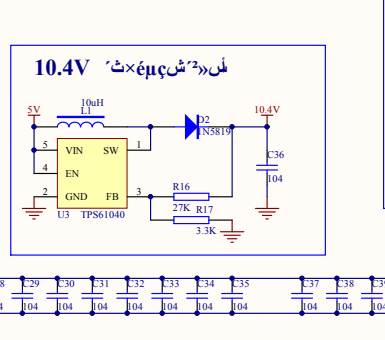 10.4V
10uH
L1
5V
D2
1N5819
10.4V
5 VIN SW 1
4 EN
2 GND FB 3
U3 TPS61040
R16
27K
R17
3.3K
C36
104
C29 C30 C31 C32 C33 C34 C35 C37 C38
104 104 104 104 104 104 104 104 104 104